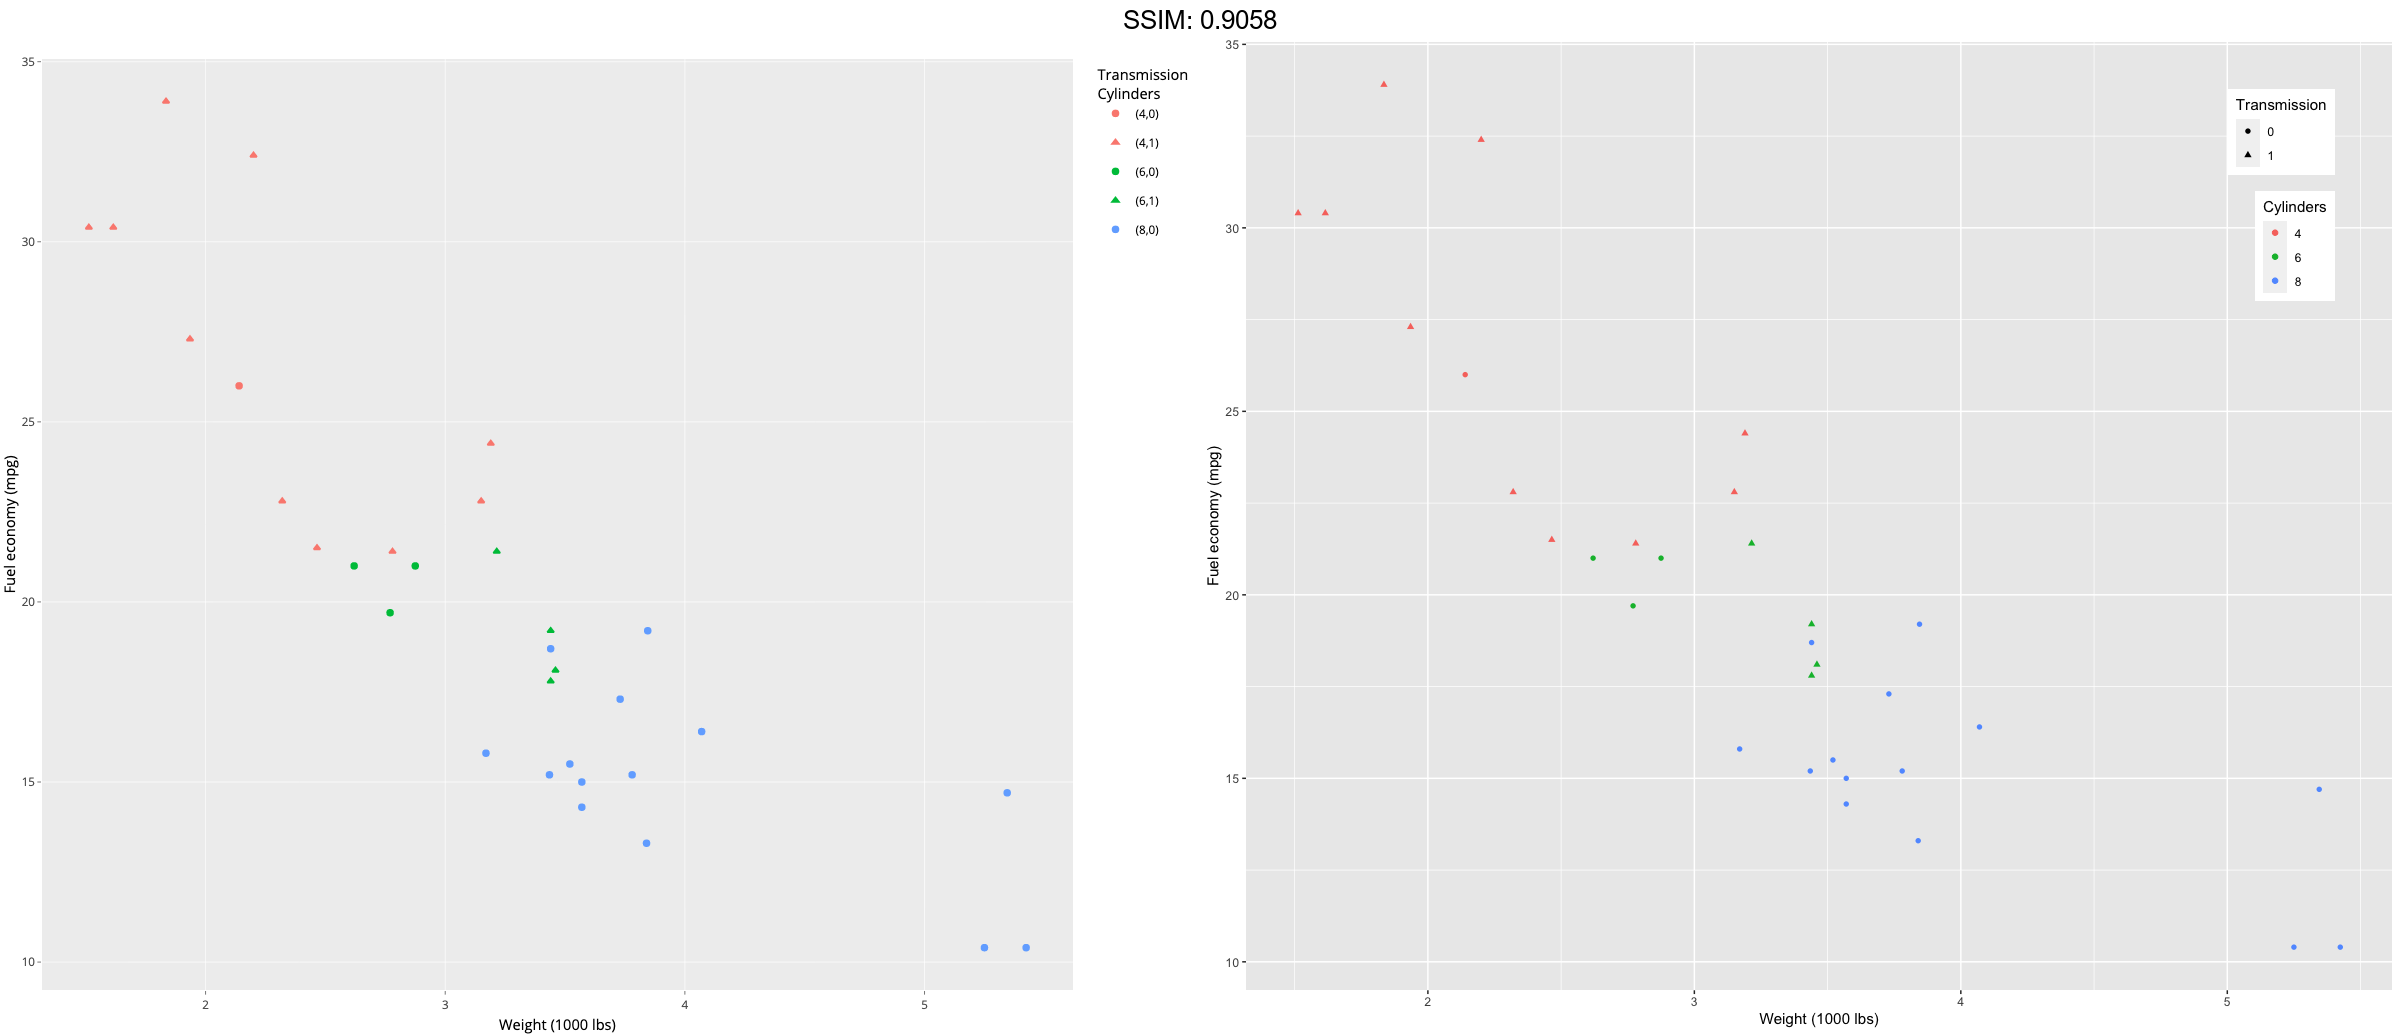 SSIM: 0.9058
35
30
25
20
15
10
Fuel economy (mpg)
2 3 4 5
Weight (1000 lbs)
Transmission
Cylinders
(4,0)
(4,1)
(6,0)
(6,1)
(8,0)
35
30
25
20
15
10
Fuel economy (mpg)
2 3 4 5
Weight (1000 lbs)
Transmission
0
1
Cylinders
4
6
8